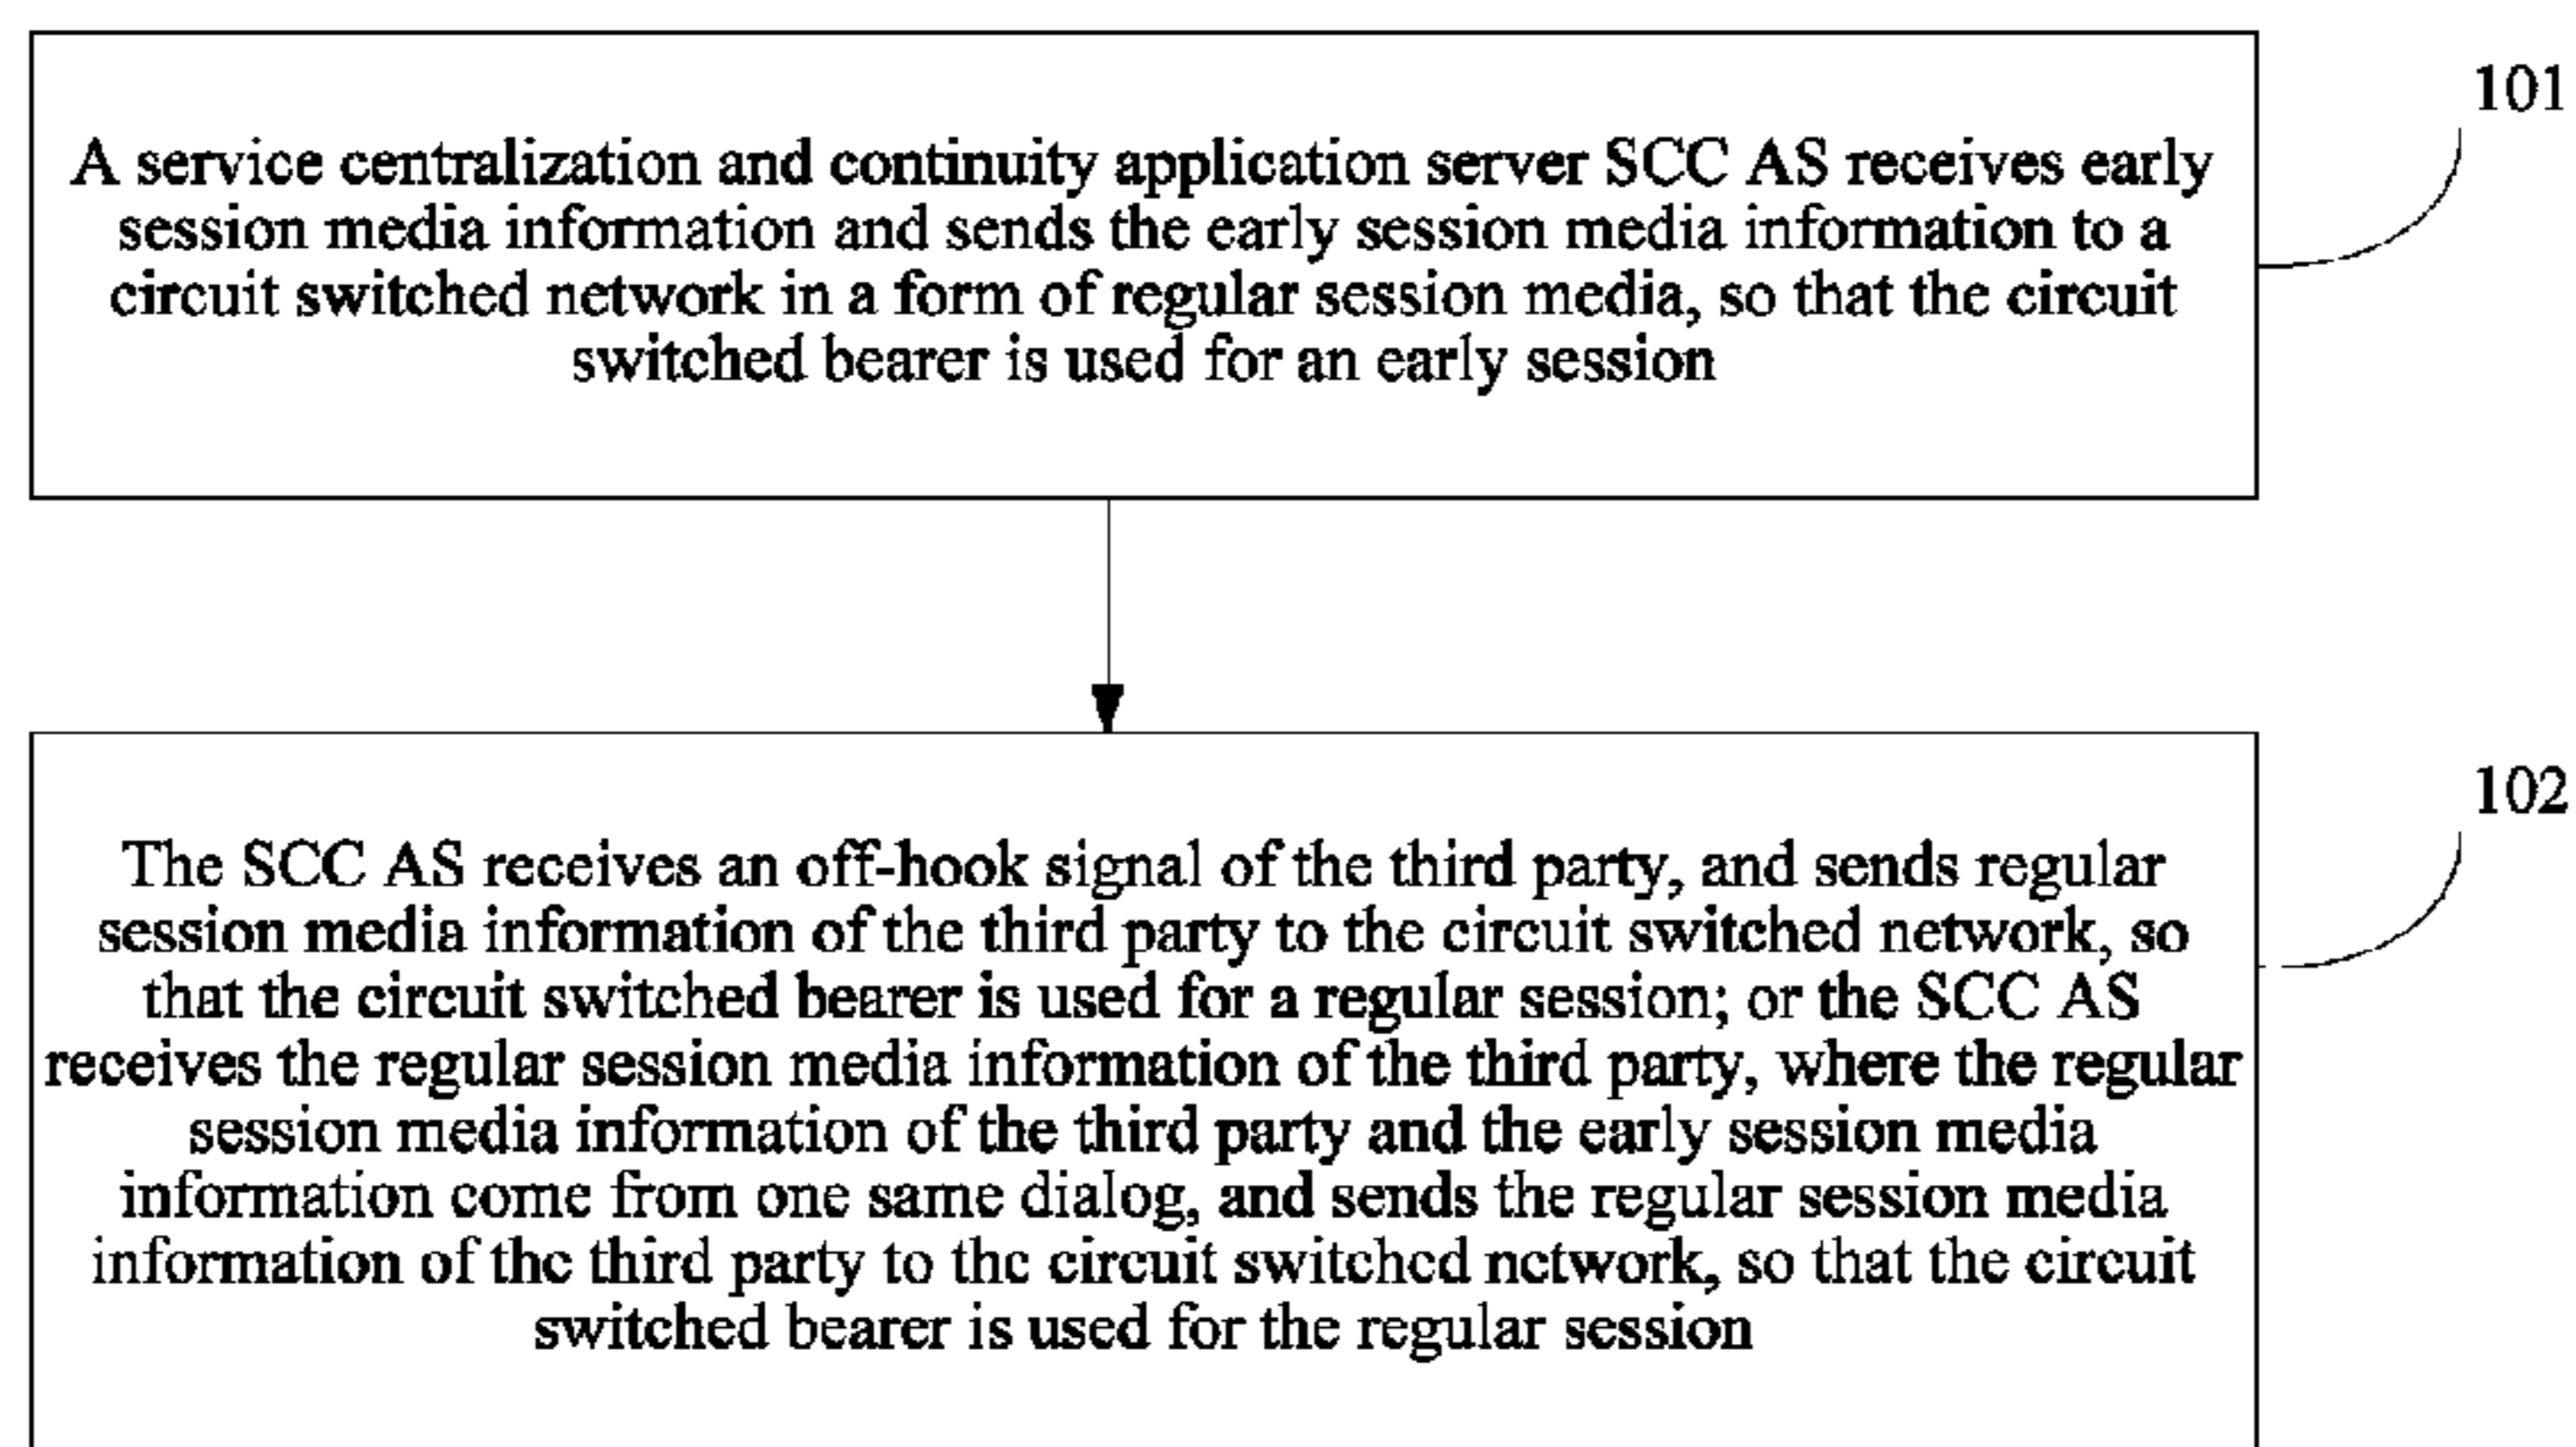 101
A service centralization and continuity application server SCC AS receives early
session media information and sends the early session media information to a
circuit switched network in a form of regular session media, so that the circuit
switched bearer is used for an early session
102
The SCC AS receives an off-hook signal of the third party, and sends regular
session media information of the third party to the circuit switched network, so
that the circuit switched bearer is used for a regular session; or the SCC AS
receives the regular session media information of the third party, where the regular
session media information of the third party and the early session media
information come from one same dialog, and sends the regular session media
information of the third party to the circuit switched network, so that the circuit
switched bearer is used for the regular session